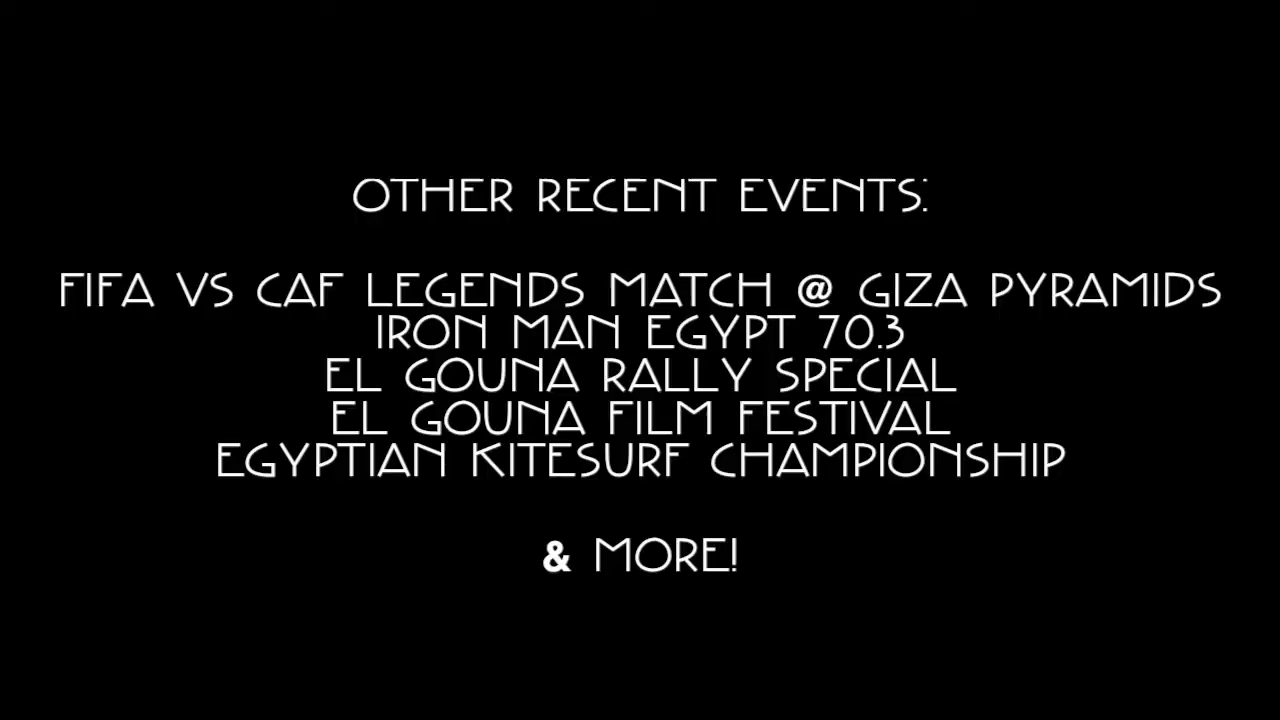 OTHER RECENT EVENTS:
FIFA VS CAF LEGENDS MATCH @ GIZA PYRAMIDS
IRON MAN EGYPT 70.3
EL GOUNA RALLY SPECIAL
EL GOUNA FILM FESTIVAL
EGYPTIAN KITESURF CHAMPIONSHIP
& MORE!